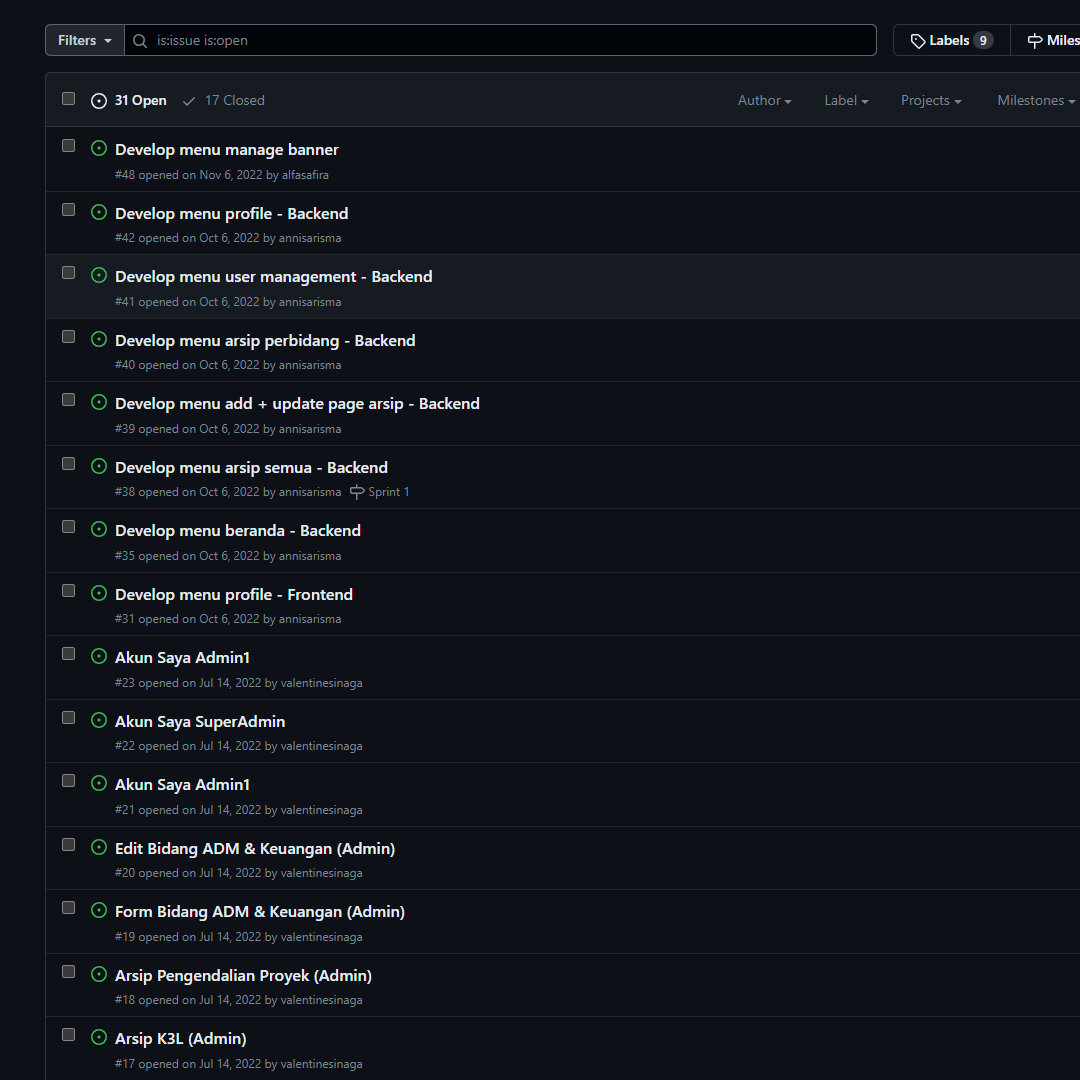 Filters is:issue is:open Labels 9 Miles
31 Open 17 Closed Author Label Projects Milestones
Develop menu manage banner
#48 opened on Nov 6, 2022 by alfasafira
Develop menu profile - Backend
#42 opened on Oct 6, 2022 by annisarisma
Develop menu user management - Backend
#41 opened on Oct 6, 2022 by annisarisma
Develop menu arsip perbidang - Backend
#40 opened on Oct 6, 2022 by annisarisma
Develop menu add + update page arsip - Backend
#39 opened on Oct 6, 2022 by annisarisma
Develop menu arsip semua - Backend
#38 opened on Oct 6, 2022 by annisarisma Sprint 1
Develop menu beranda - Backend
#35 opened on Oct 6, 2022 by annisarisma
Develop menu profile - Frontend
#31 opened on Oct 6, 2022 by annisarisma
Akun Saya Admin1
#23 opened on Jul 14, 2022 by valentinesinaga
Akun Saya SuperAdmin
#22 opened on Jul 14, 2022 by valentinesinaga
Akun Saya Admin1
#21 opened on Jul 14, 2022 by valentinesinaga
Edit Bidang ADM & Keuangan (Admin)
#20 opened on Jul 14, 2022 by valentinesinaga
Form Bidang ADM & Keuangan (Admin)
#19 opened on Jul 14, 2022 by valentinesinaga
Arsip Pengendalian Proyek (Admin)
#18 opened on Jul 14, 2022 by valentinesinaga
Arsip K3L (Admin)
#17 opened on Jul 14, 2022 by valentinesinaga